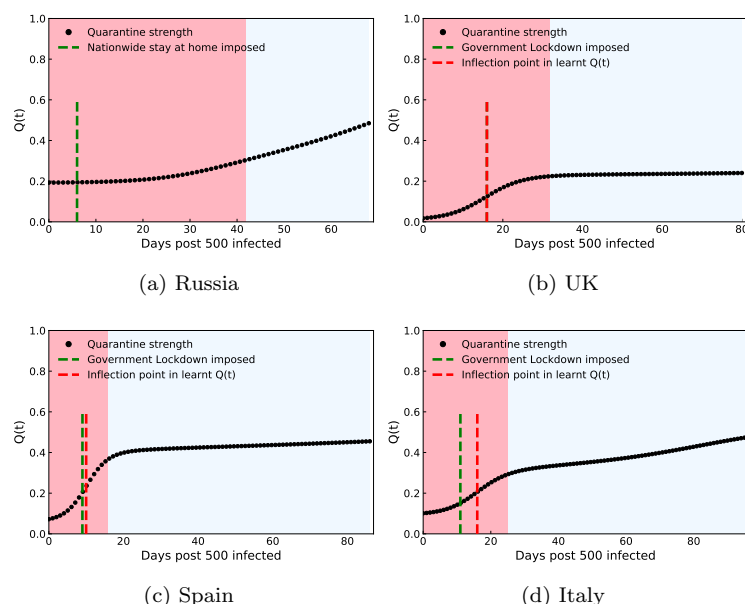 1.0
0.8
0.6
0.4
0.2
0.0
Q(t)
Quarantine strength
Nationwide stay at home imposed
0 10 20 30 40 50 60
Days post 500 infected
(a) Russia
1.0
0.8
0.6
0.4
0.2
0.0
Q(t)
Quarantine strength
Government Lockdown imposed
Inflection point in learnt Q(t)
0 20 40 60 80
Days post 500 infected
(b) UK
1.0
0.8
0.6
0.4
0.2
0.0
Q(t)
Quarantine strength
Government Lockdown imposed
Inflection point in learnt Q(t)
0 20 40 60 80
Days post 500 infected
(c) Spain
1.0
0.8
0.6
0.4
0.2
0.0
Q(t)
Quarantine strength
Government Lockdown imposed
Inflection point in learnt Q(t)
0 20 40 60 80
Days post 500 infected
(d) Italy